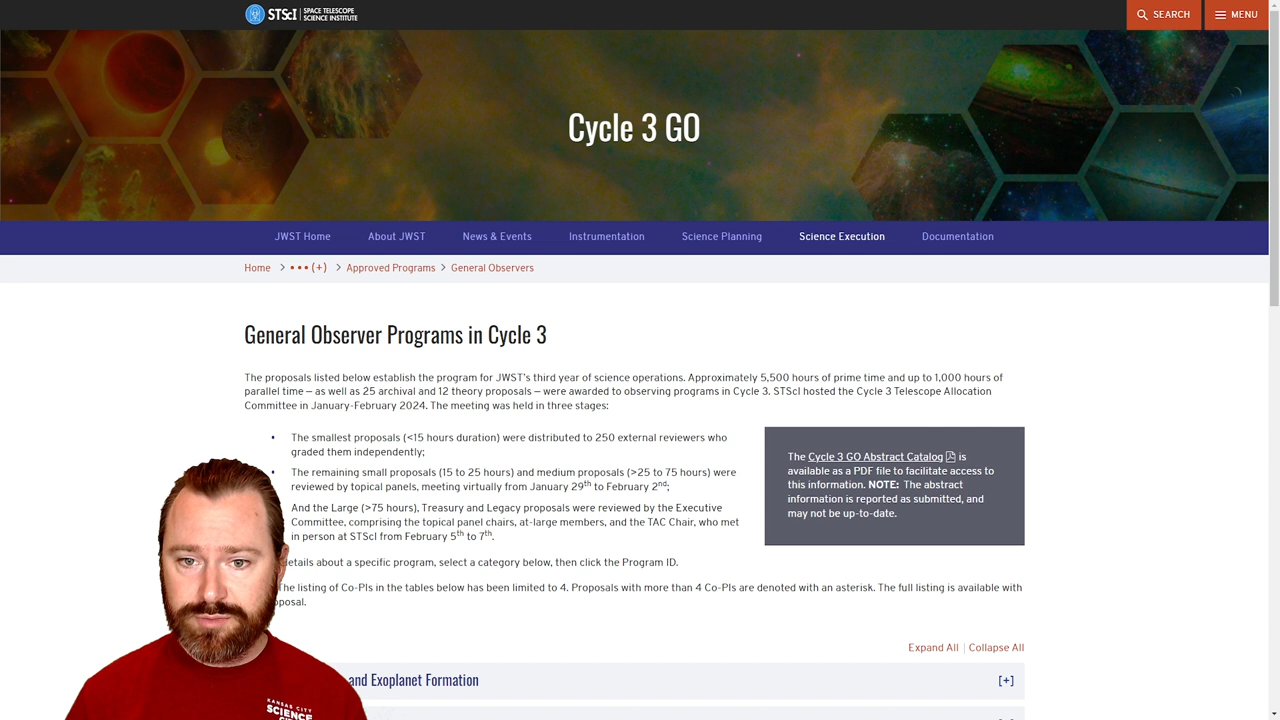 STScI | SPACE TELESCOPE
SCIENCE INSTITUTE
SEARCH
MENU
Cycle 3 GO
JWST Home
About JWST
News & Events
Instrumentation
Science Planning
Science Execution
Documentation
Home > • • • (+) > Approved Programs > General Observers
General Observer Programs in Cycle 3
The proposals listed below establish the program for JWST's third year of science operations. Approximately 5,500 hours of prime time and up to 1,000 hours of
parallel time – as well as 25 archival and 12 theory proposals – were awarded to observing programs in Cycle 3. STScI hosted the Cycle 3 Telescope Allocation
Committee in January-February 2024. The meeting was held in three stages:
• The smallest proposals (<15 hours duration) were distributed to 250 external reviewers who
graded them independently;
• The remaining small proposals (15 to 25 hours) and medium proposals (>25 to 75 hours) were
reviewed by topical panels, meeting virtually from January 29th to February 2nd;
And the Large (>75 hours), Treasury and Legacy proposals were reviewed by the Executive
Committee, comprising the topical panel chairs, at-large members, and the TAC Chair, who met
in person at STScI from February 5th to 7th.
The Cycle 3 GO Abstract Catalog is
available as a PDF file to facilitate access to
this information. NOTE: The abstract
information is reported as submitted, and
may not be up-to-date.
details about a specific program, select a category below, then click the Program ID.
The listing of Co-PIs in the tables below has been limited to 4. Proposals with more than 4 Co-PIs are denoted with an asterisk. The full listing is available with
Expand All | Collapse All
and Exoplanet Formation
[+]
KANSAS CITY